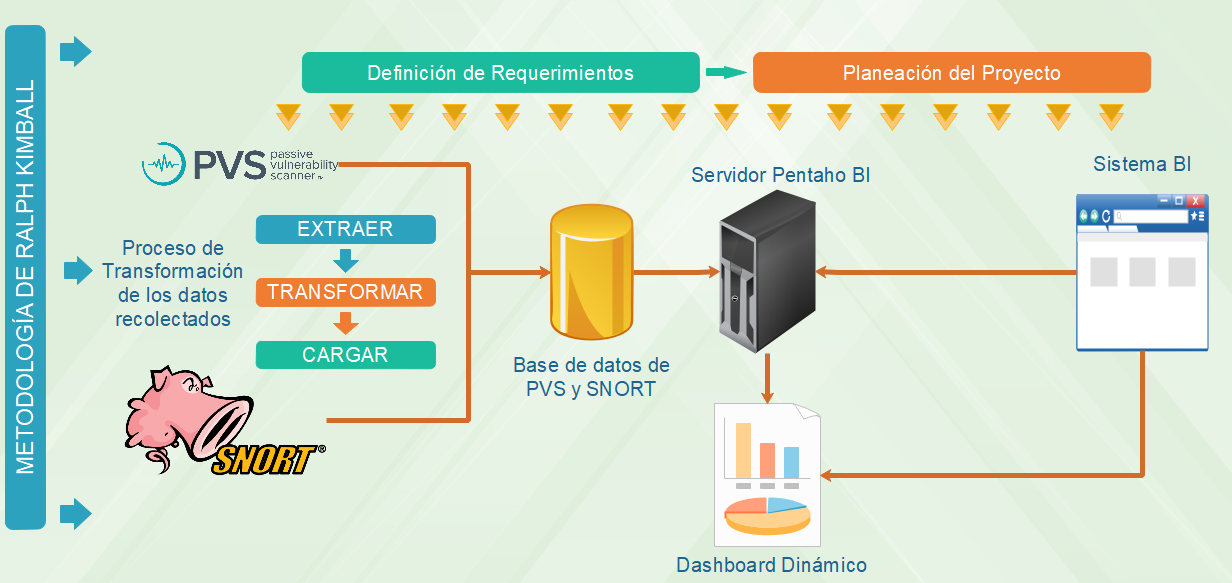 METODOLOGÍA DE RALPH KIMBALL
Definición de Requerimientos
Planeación del Proyecto
PVS
passive
vulnerability
scanner
Servidor Pentaho BI
Sistema BI
Proceso de
Transformación
de los datos
recolectados
EXTRAER
TRANSFORMAR
CARGAR
Base de datos de
PVS y SNORT
SNORT®
Dashboard Dinámico